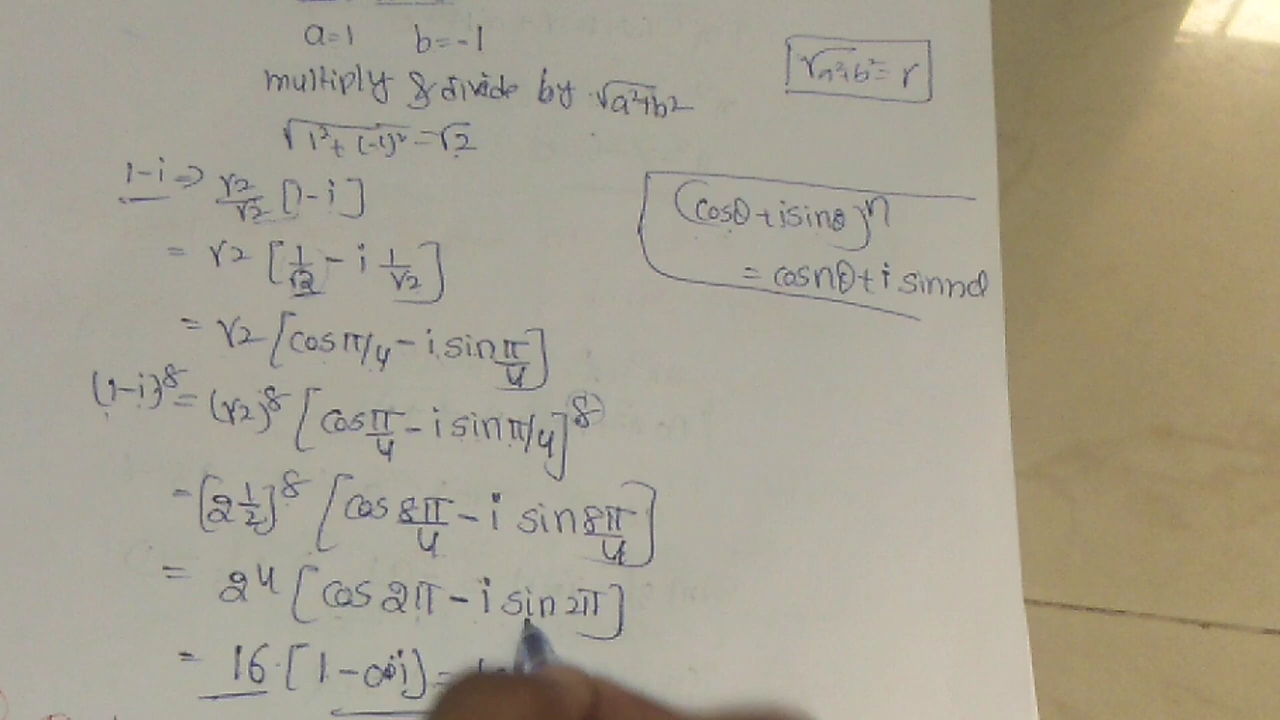 a=1 b=-1
multiply & divide by √a²+b²
√a²+b² = r
√1²+(-1)² = √2
1-i => √2/√2 [1-i]
= √2 [1/√2 - i 1/√2]
(cosθ+isinθ)ⁿ
= cosnθ+i sinnθ
= √2 [cos π/4 - i sin π/4]
(1-i)⁸ = (√2)⁸ [cos π/4 - i sin π/4]⁸
= [2^1/2]⁸ [cos 8π/4 - i sin 8π/4]
= 2⁴ [cos 2π - i sin 2π]
= 16 [1-0i] =